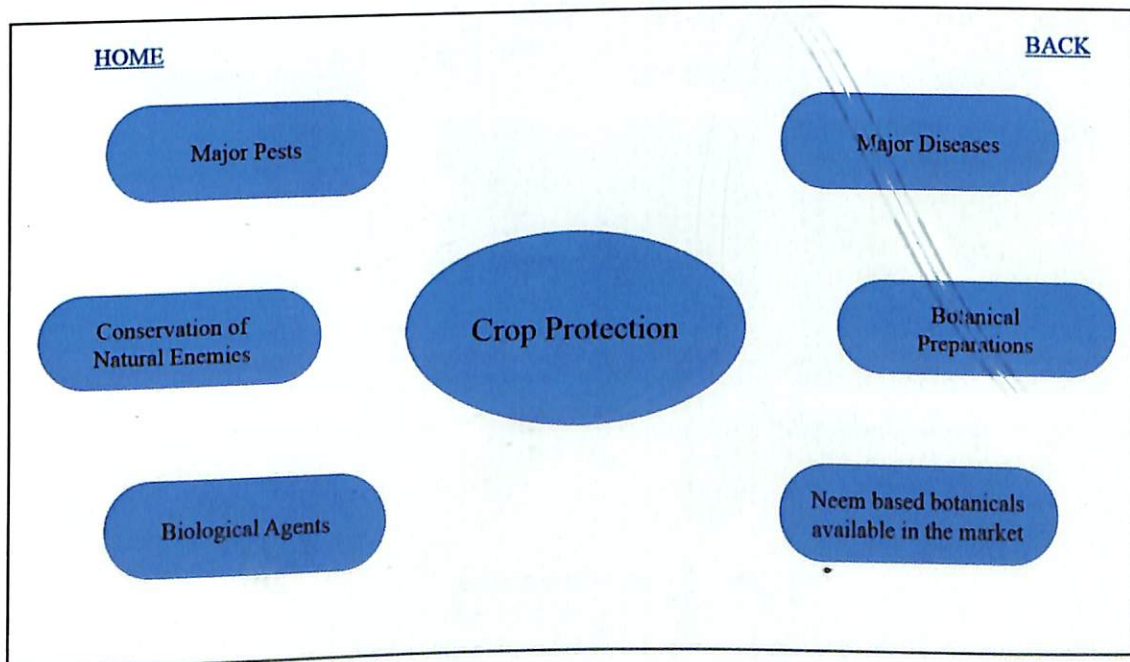 HOME
BACK
Major Pests
Major Diseases
Conservation of
Natural Enemies
Crop Protection
Botanical
Preparations
Biological Agents
Neem based botanicals
available in the market